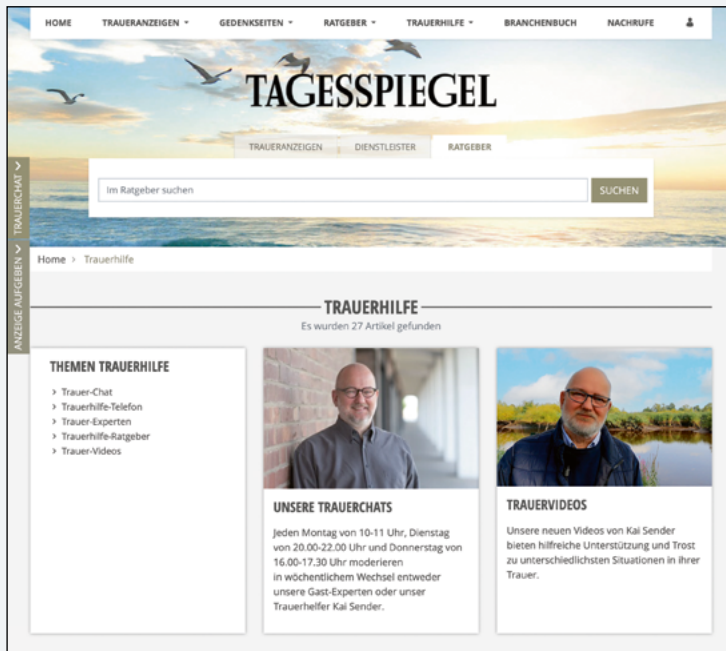 HOME TRAUERANZEIGEN GEDENKSEITEN RATGEBER TRAUERHILFE BRANCHENBUCH NACHRUFE
TAGESSPIEGEL
TRAUERANZEIGEN DIENSTLEISTER RATGEBER
Im Ratgeber suchen SUCHEN
TRAUERCHAT
ANZEIGE AUFGEBEN
Home > Trauerhilfe
TRAUERHILFE
Es wurden 27 Artikel gefunden
THEMEN TRAUERHILFE
> Trauer-Chat
> Trauerhilfe-Telefon
> Trauer-Experten
> Trauerhilfe-Ratgeber
> Trauer-Videos
UNSERE TRAUERCHATS
Jeden Montag von 10-11 Uhr, Dienstag
von 20.00-22.00 Uhr und Donnerstag von
16.00-17.30 Uhr moderieren
in wöchentlichem Wechsel entweder
unsere Gast-Experten oder unser
Trauerhelfer Kai Sender.
TRAUERVIDEOS
Unsere neuen Videos von Kai Sender
bieten hilfreiche Unterstützung und Trost
zu unterschiedlichsten Situationen in ihrer
Trauer.